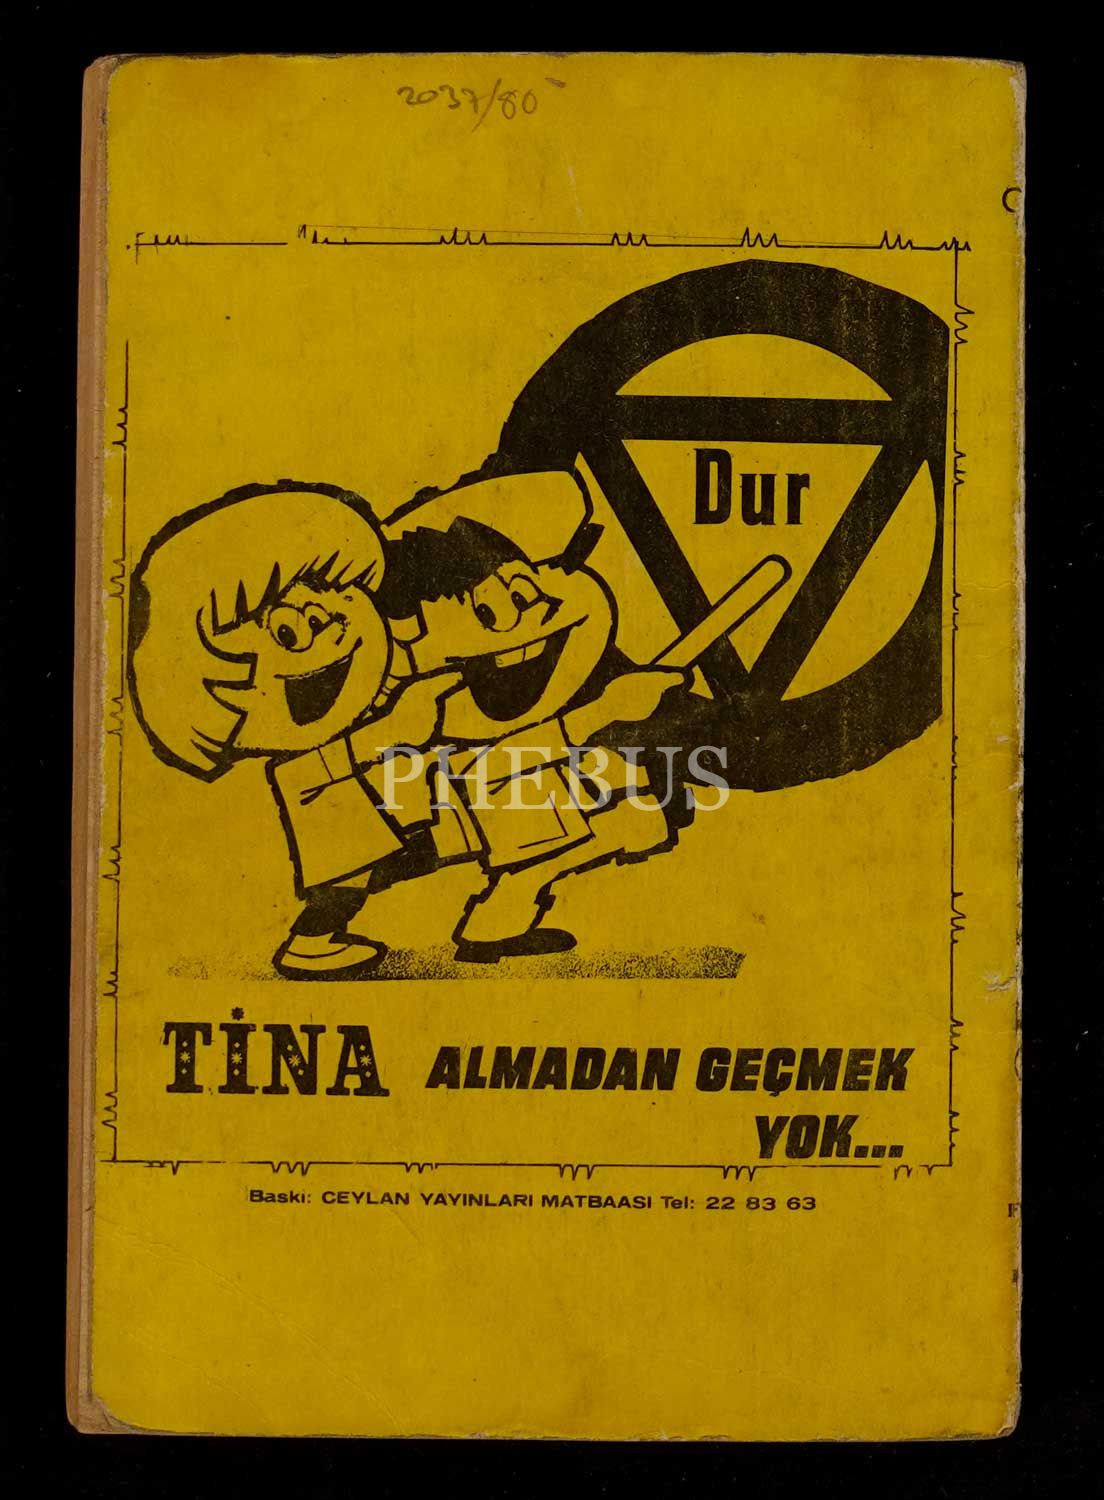 2037/80
Dur
PHEBUS
TİNA ALMADAN GEÇMEK
YOK...
Baskı: CEYLAN YAYINLARI MATBAASI Tel: 22 83 63